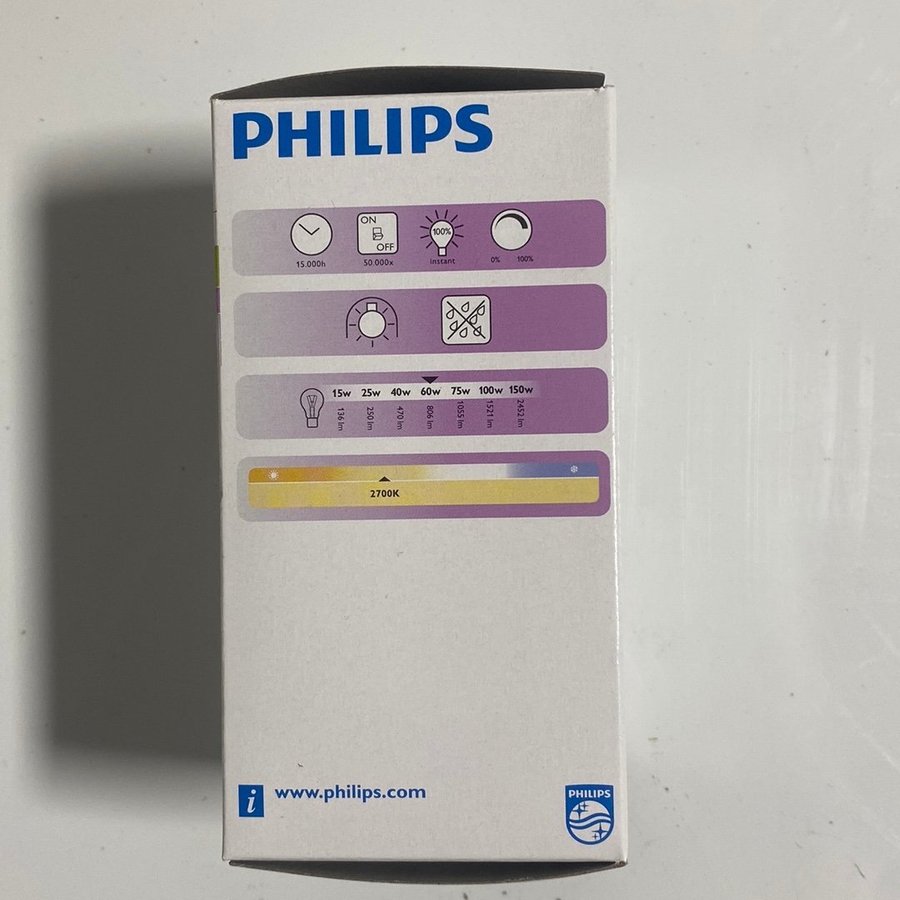 PHILIPS
ON
OFF
100%
15.000h
50.000x
instant
0% 100%
15w 25w 40w 60w 75w 100w 150w
136 lm 250 lm 470 lm 806 lm 1055 lm 1521 lm 2452 lm
2700K
i www.philips.com
PHILIPS